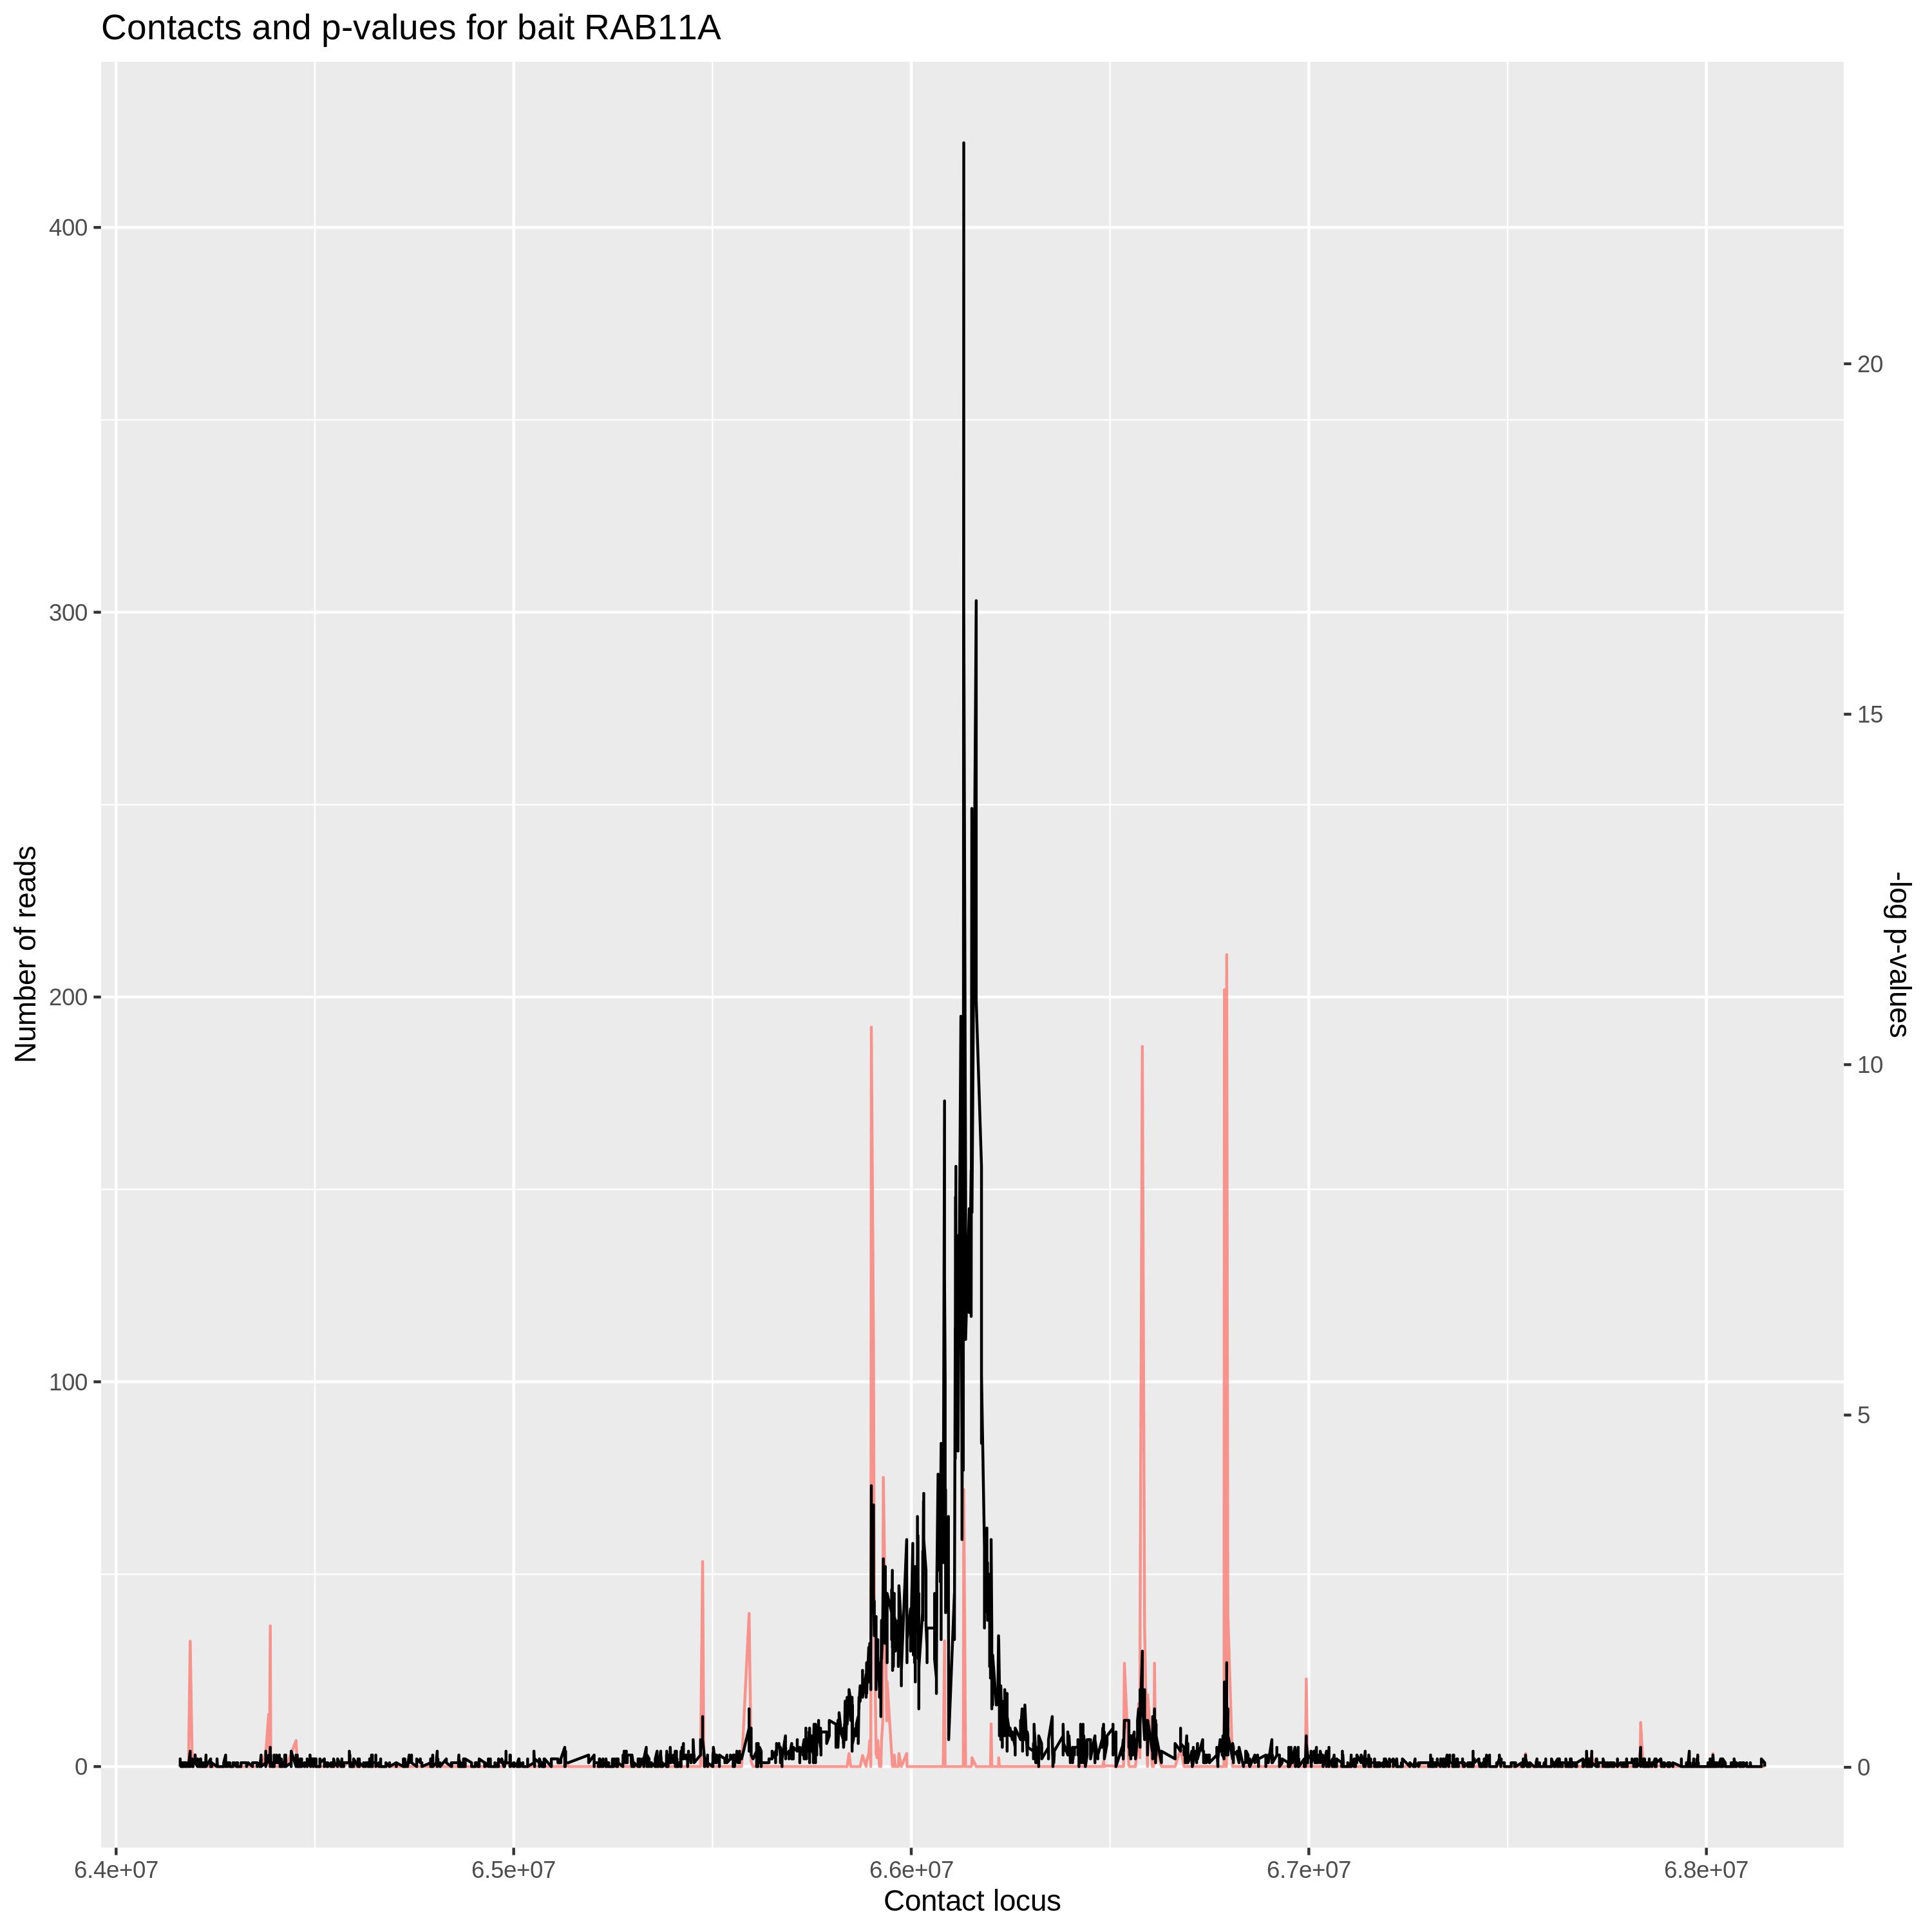 Contacts and p-values for bait RAB11A
400
300
200
100
0
Number of reads
20
15
10
5
0
-log p-values
6.4e+07 6.5e+07 6.6e+07 6.7e+07 6.8e+07
Contact locus